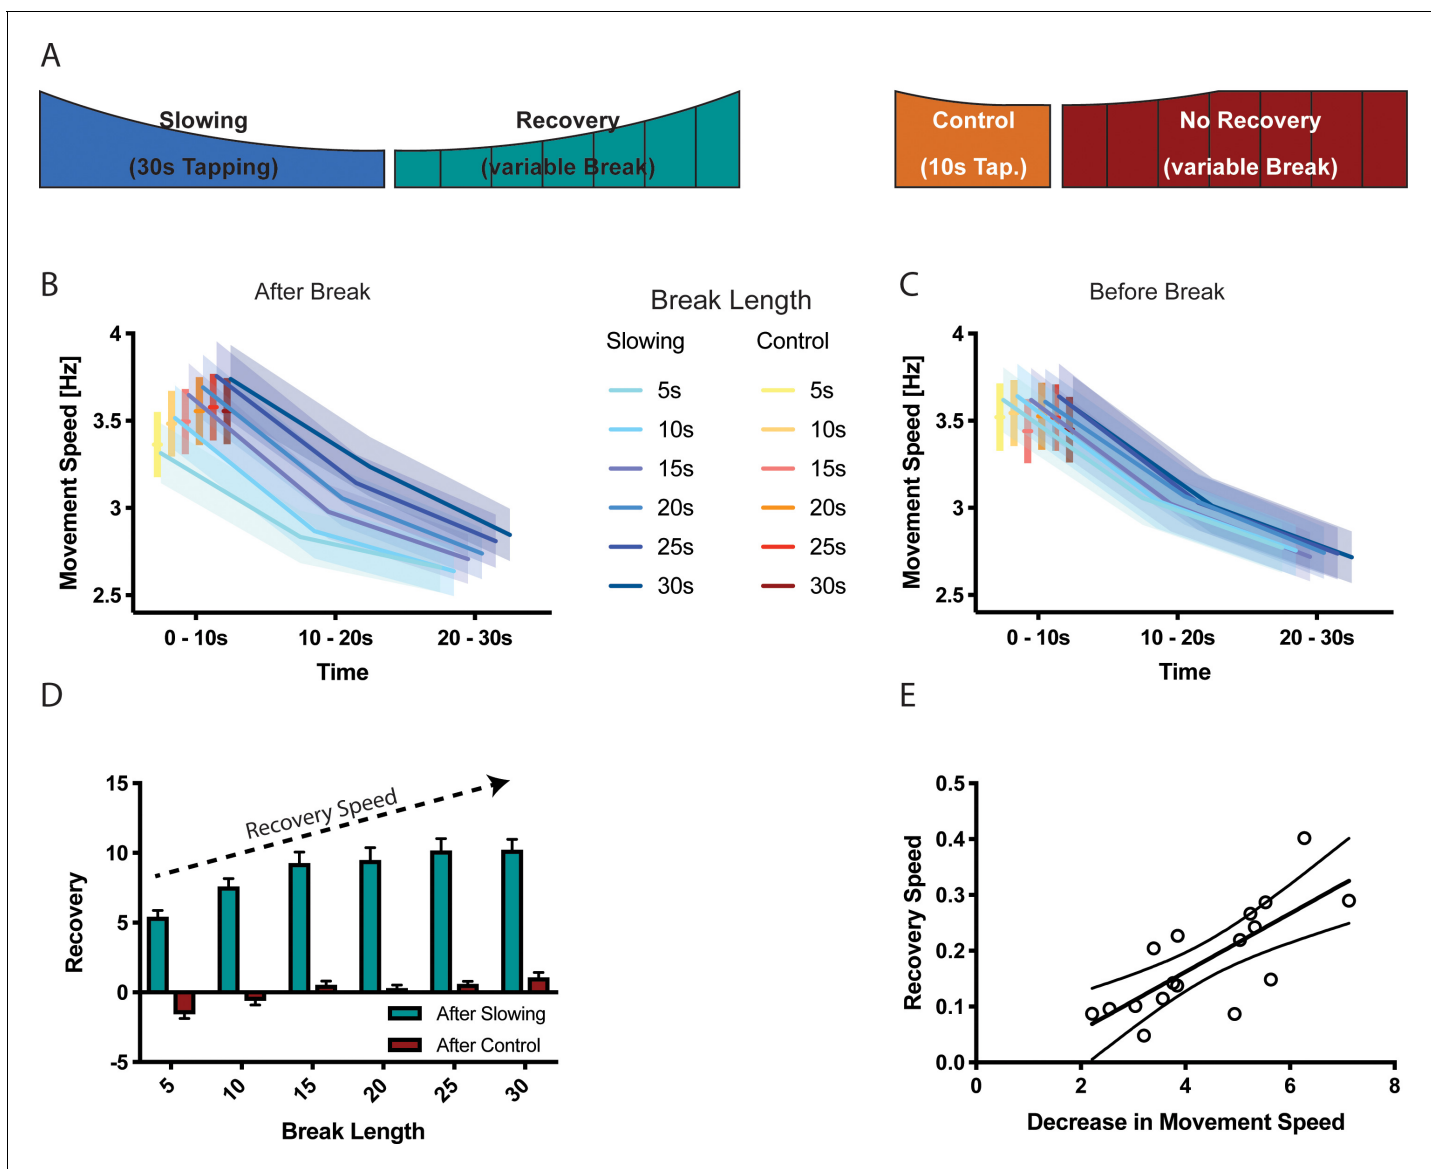 A
Slowing
(30s Tapping)
Recovery
(variable Break)
Control
(10s Tap.)
No Recovery
(variable Break)
B
After Break
4
3.5
3
2.5
Movement Speed [Hz]
0 - 10s
10 - 20s
20 - 30s
Time
Break Length
Slowing
Control
5s
5s
10s
10s
15s
15s
20s
20s
25s
25s
30s
30s
C
Before Break
4
3.5
3
2.5
Movement Speed [Hz]
0 - 10s
10 - 20s
20 - 30s
Time
D
15
10
5
0
-5
Recovery
Recovery Speed
After Slowing
After Control
5
10
15
20
25
30
Break Length
E
0.5
0.4
0.3
0.2
0.1
0.0
Recovery Speed
0
2
4
6
8
Decrease in Movement Speed